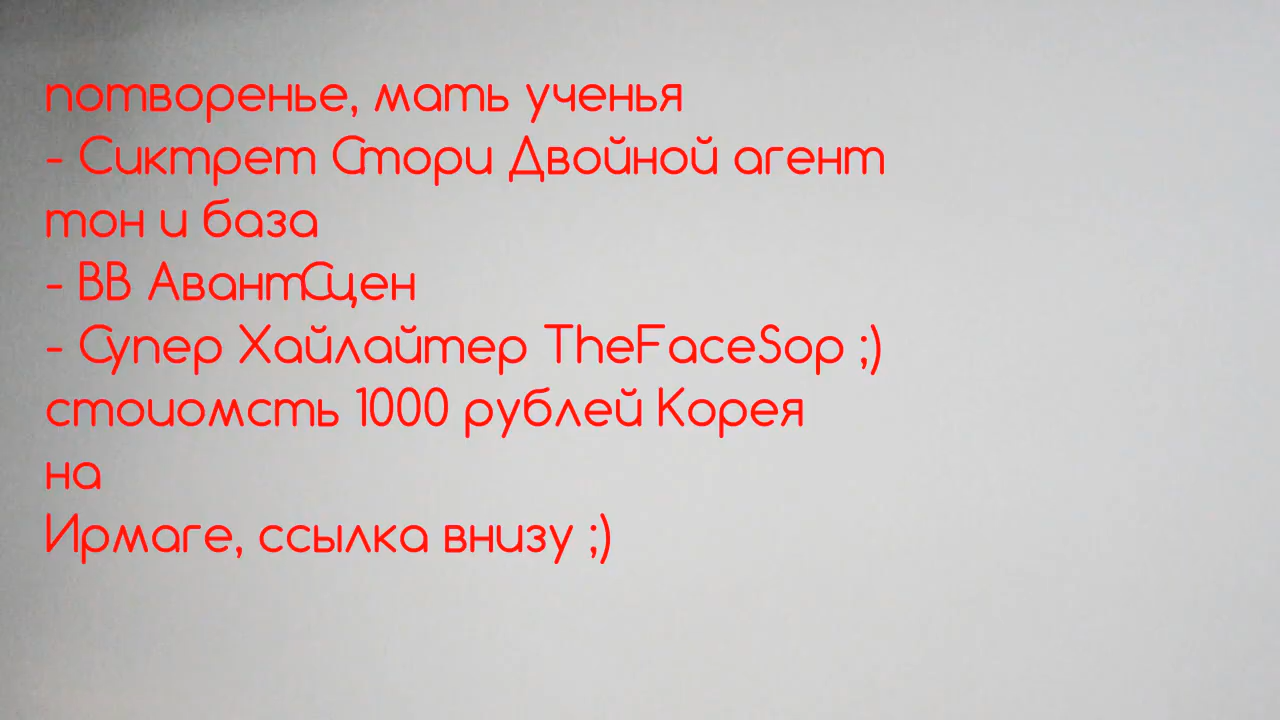 потворенье, мать ученья
- Сиктрет Стори Двойной агент
тон и база
- ВВ АвантСцен
- Супер Хайлайтер TheFaceSop ;)
стоиомсть 1000 рублей Корея
на
Ирмаге, ссылка внизу ;)